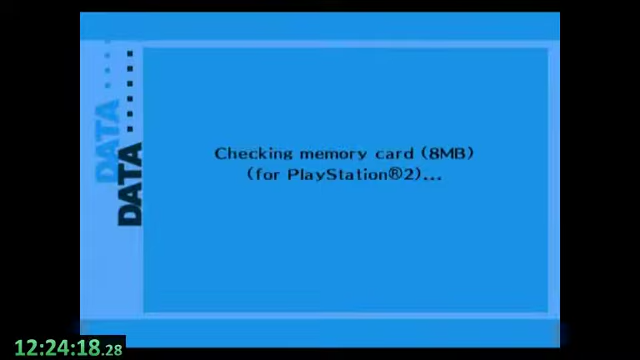 DATA
DATA
Checking memory card (8MB)
(for PlayStation®2)...
12:24:18.28